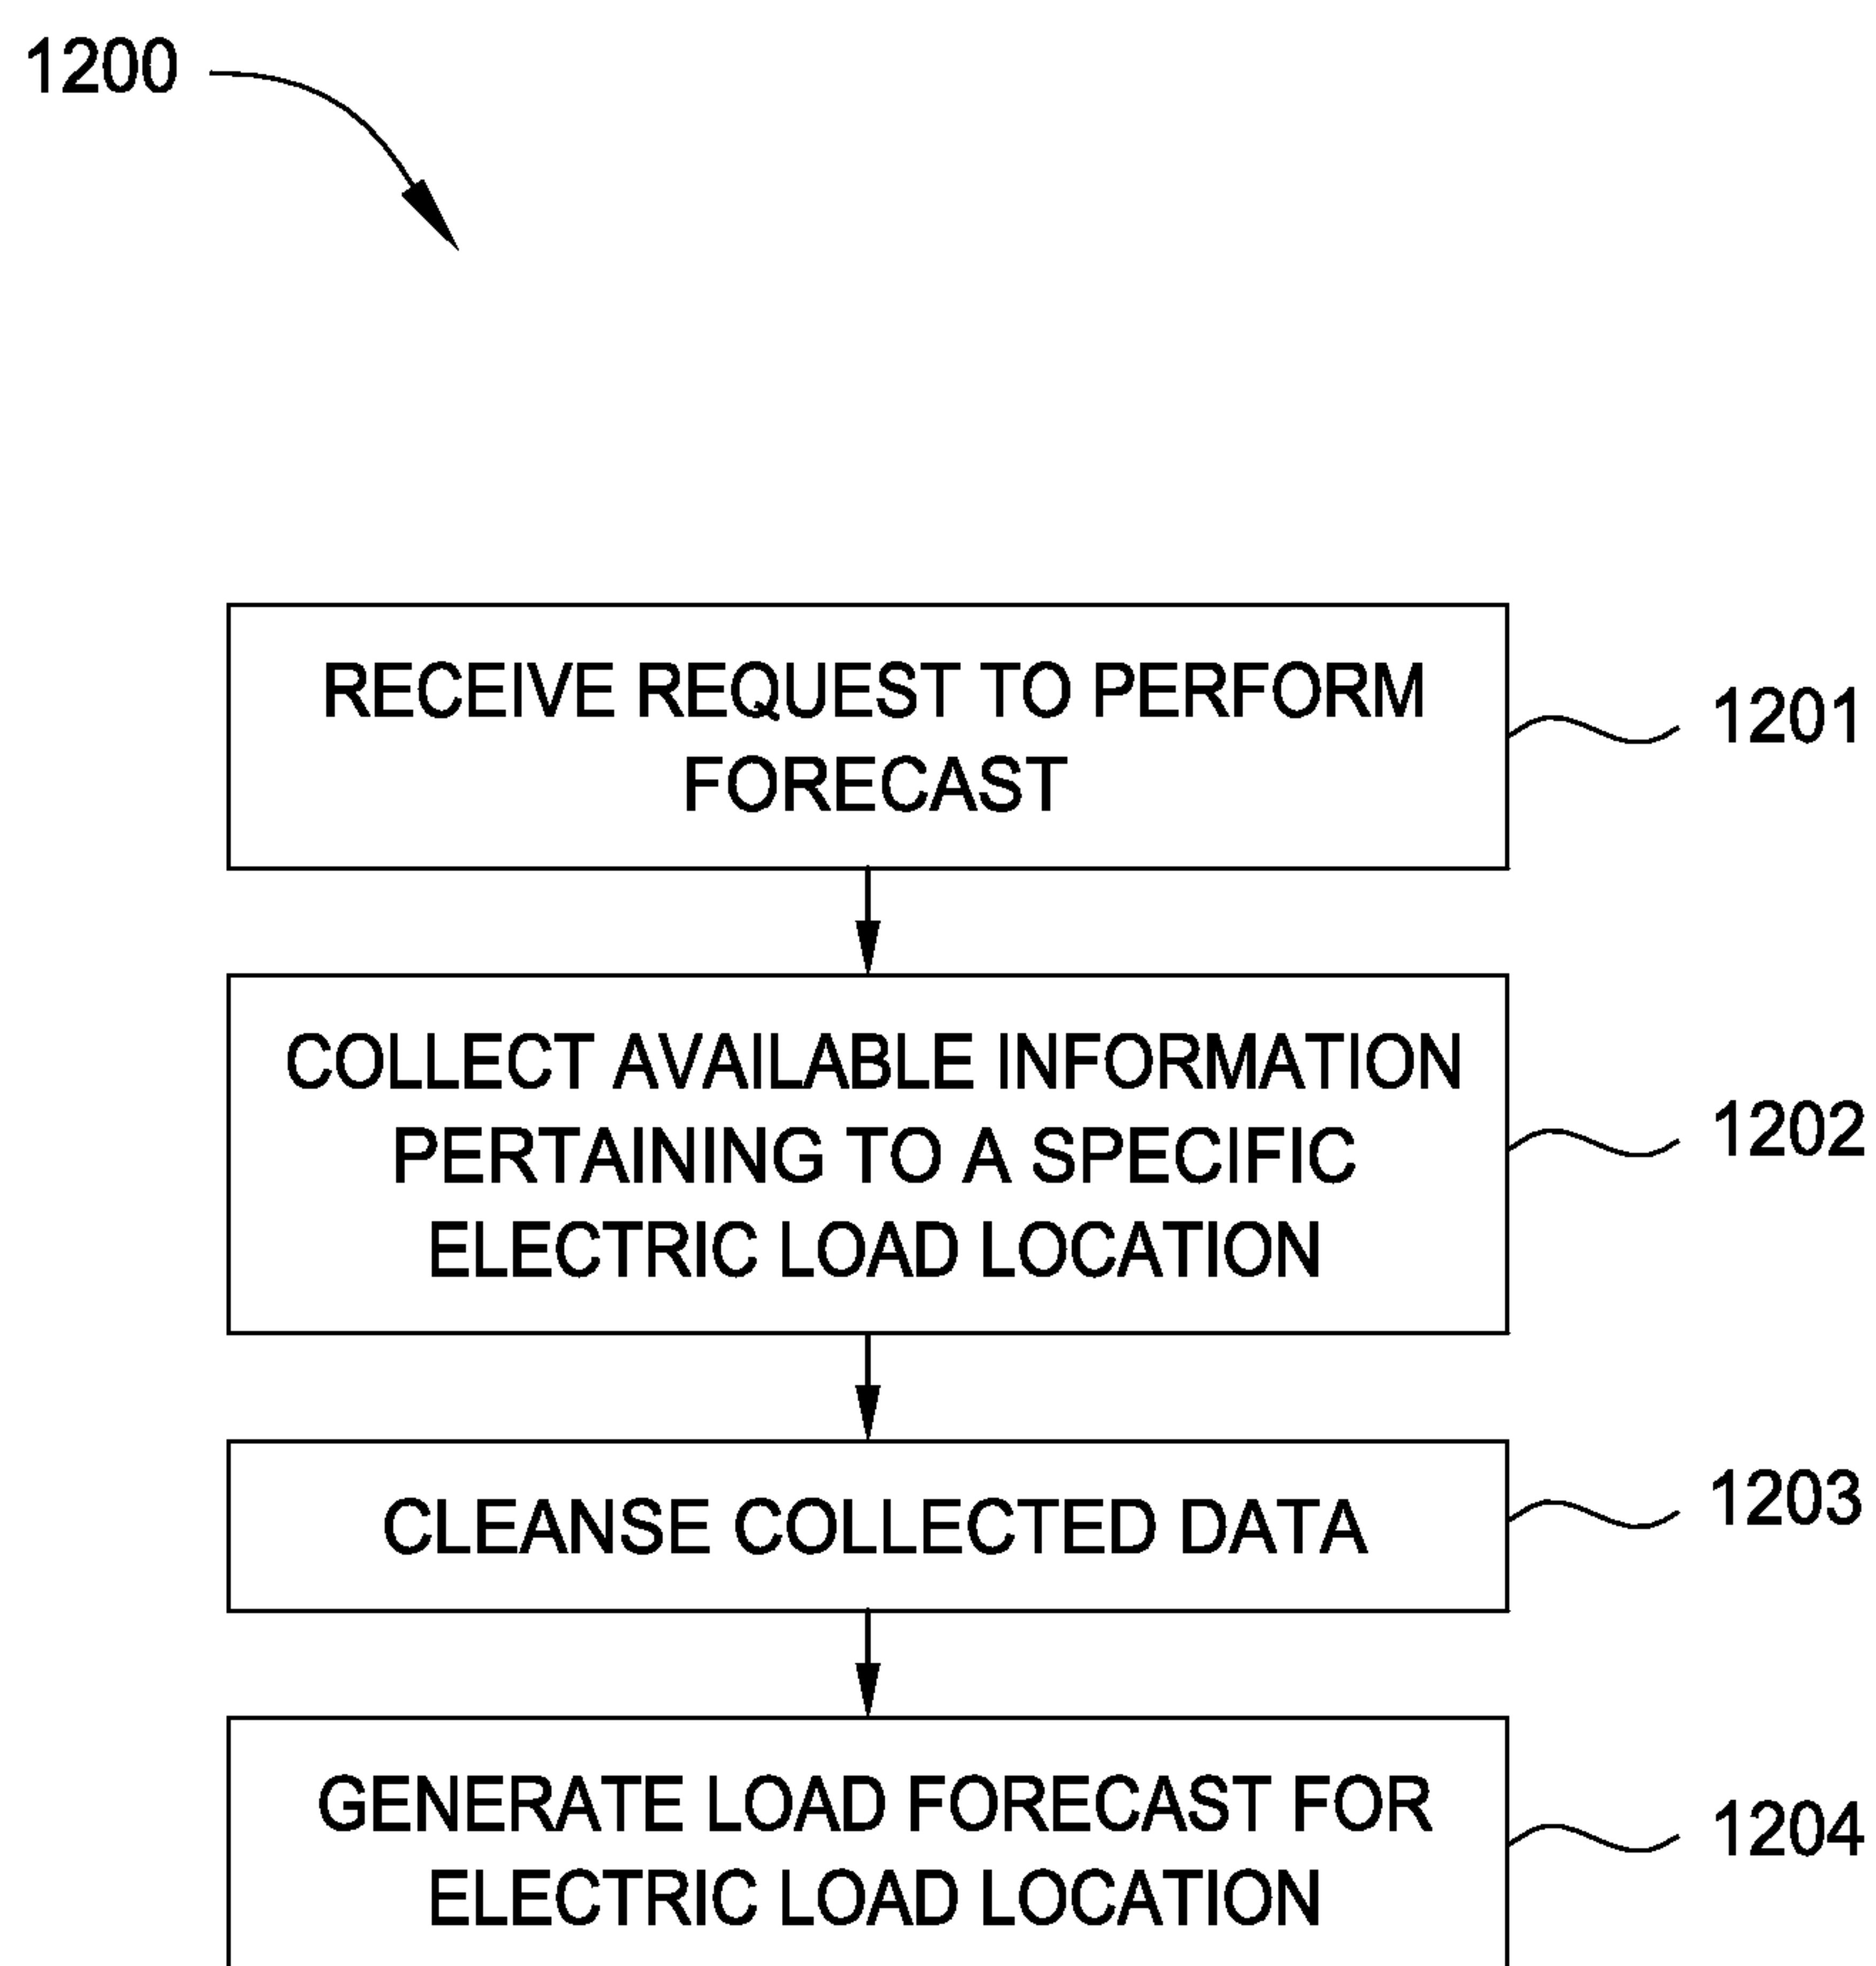 1200
RECEIVE REQUEST TO PERFORM
FORECAST
1201
COLLECT AVAILABLE INFORMATION
PERTAINING TO A SPECIFIC
ELECTRIC LOAD LOCATION
1202
CLEANSE COLLECTED DATA
1203
GENERATE LOAD FORECAST FOR
ELECTRIC LOAD LOCATION
1204